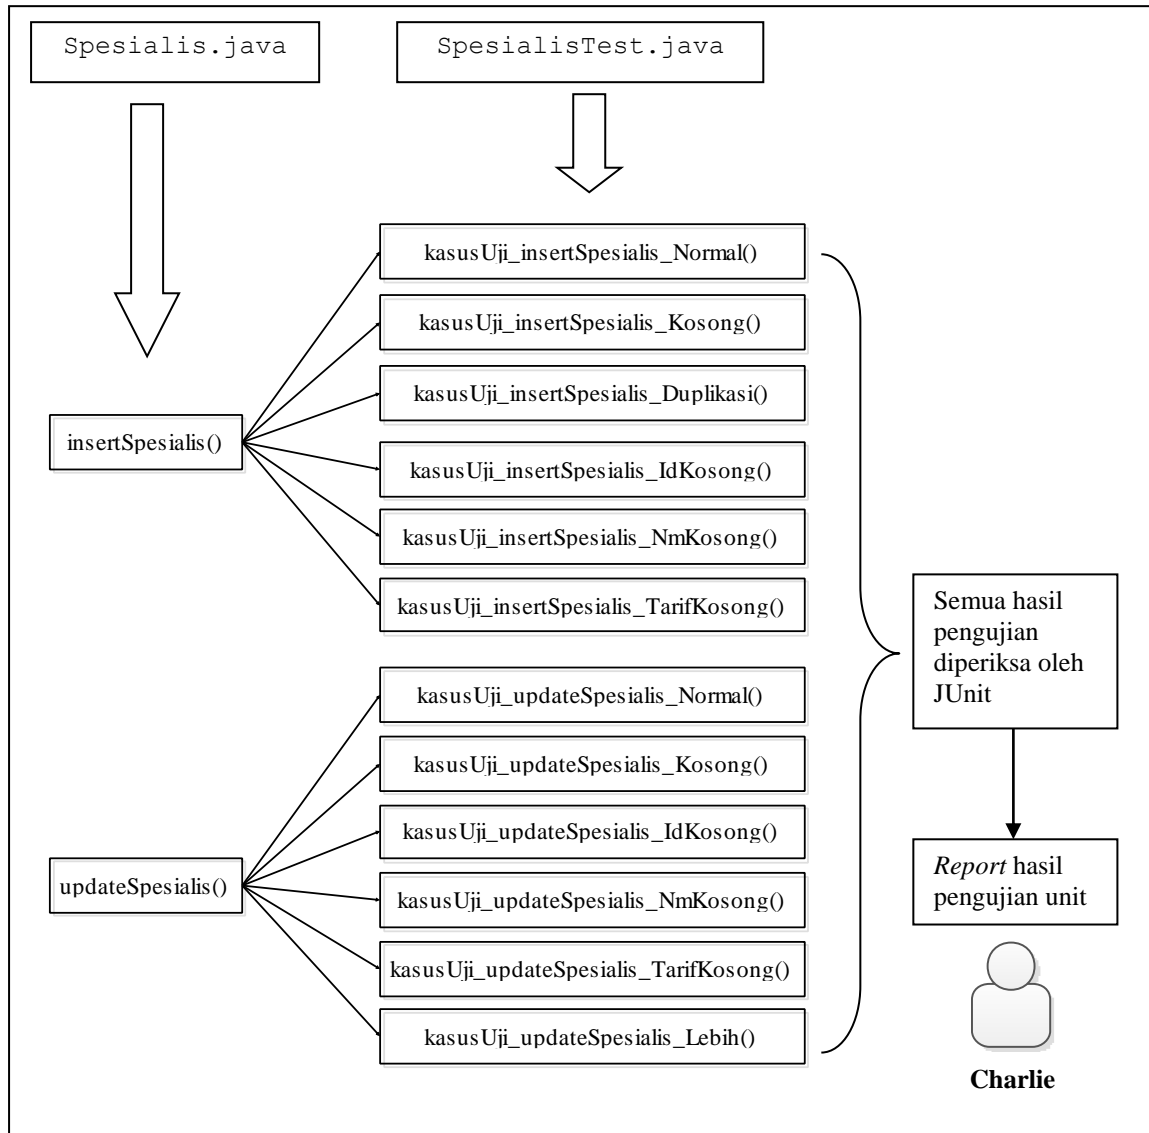 Spesialis.java
SpesialisTest.java
kasusUji_insertSpesialis_Normal()
kasusUji_insertSpesialis_Kosong()
kasusUji_insertSpesialis_Duplikasi()
insertSpesialis()
kasusUji_insertSpesialis_IdKosong()
kasusUji_insertSpesialis_NmKosong()
kasusUji_insertSpesialis_TarifKosong()
kasusUji_updateSpesialis_Normal()
kasusUji_updateSpesialis_Kosong()
kasusUji_updateSpesialis_IdKosong()
updateSpesialis()
kasusUji_updateSpesialis_NmKosong()
kasusUji_updateSpesialis_TarifKosong()
kasusUji_updateSpesialis_Lebih()
Semua hasil
pengujian
diperiksa oleh
JUnit
Report hasil
pengujian unit
Charlie